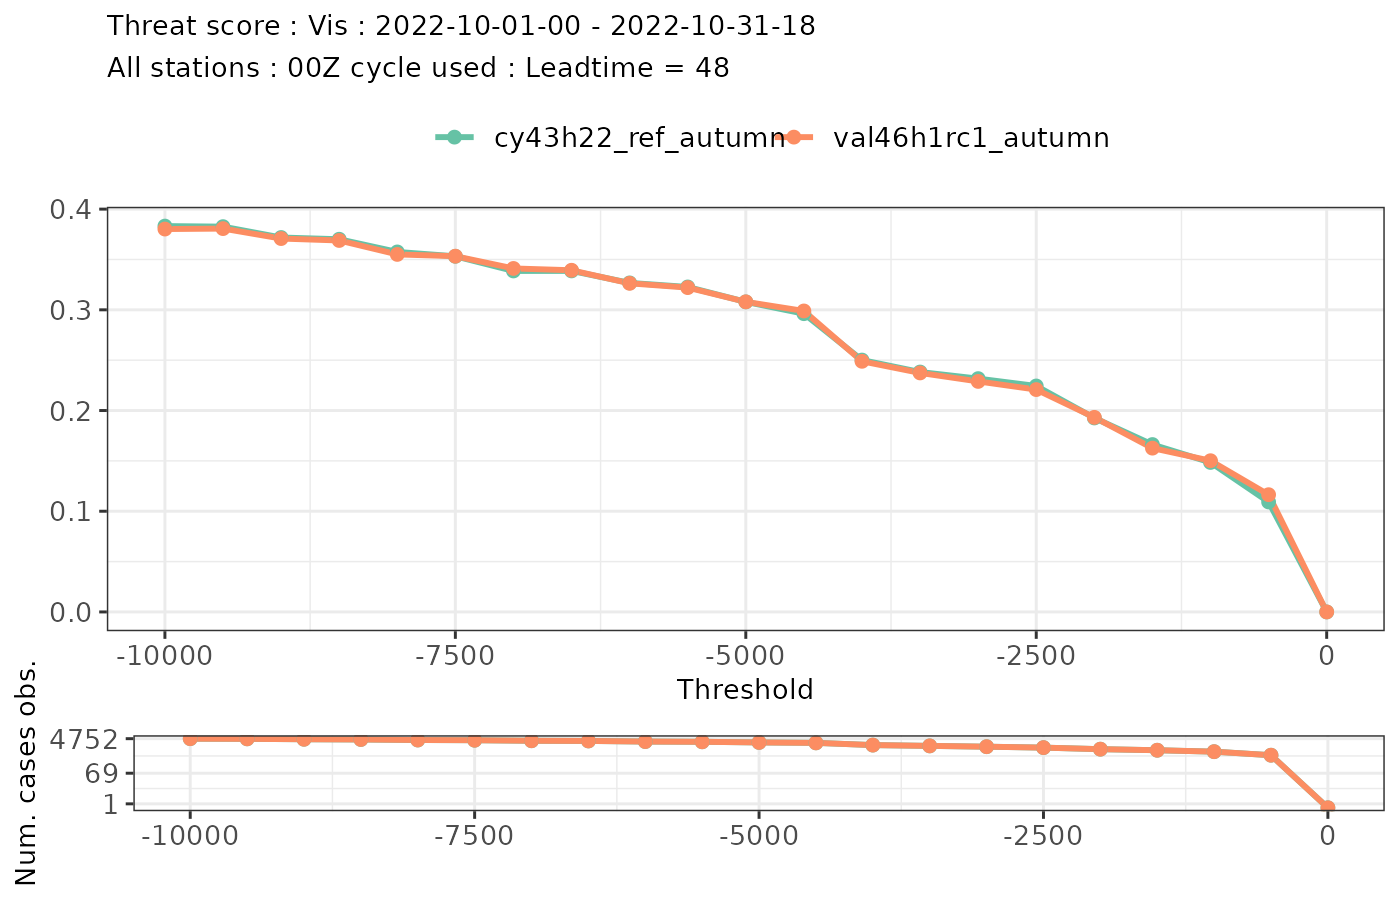 Threat score : Vis : 2022-10-01-00 - 2022-10-31-18
All stations : 00Z cycle used : Leadtime = 48
cy43h22_ref_autumn val46h1rc1_autumn
0.4
0.3
0.2
0.1
0.0
-10000 -7500 -5000 -2500 0
Threshold
Num. cases obs.
4752
69
1
-10000 -7500 -5000 -2500 0